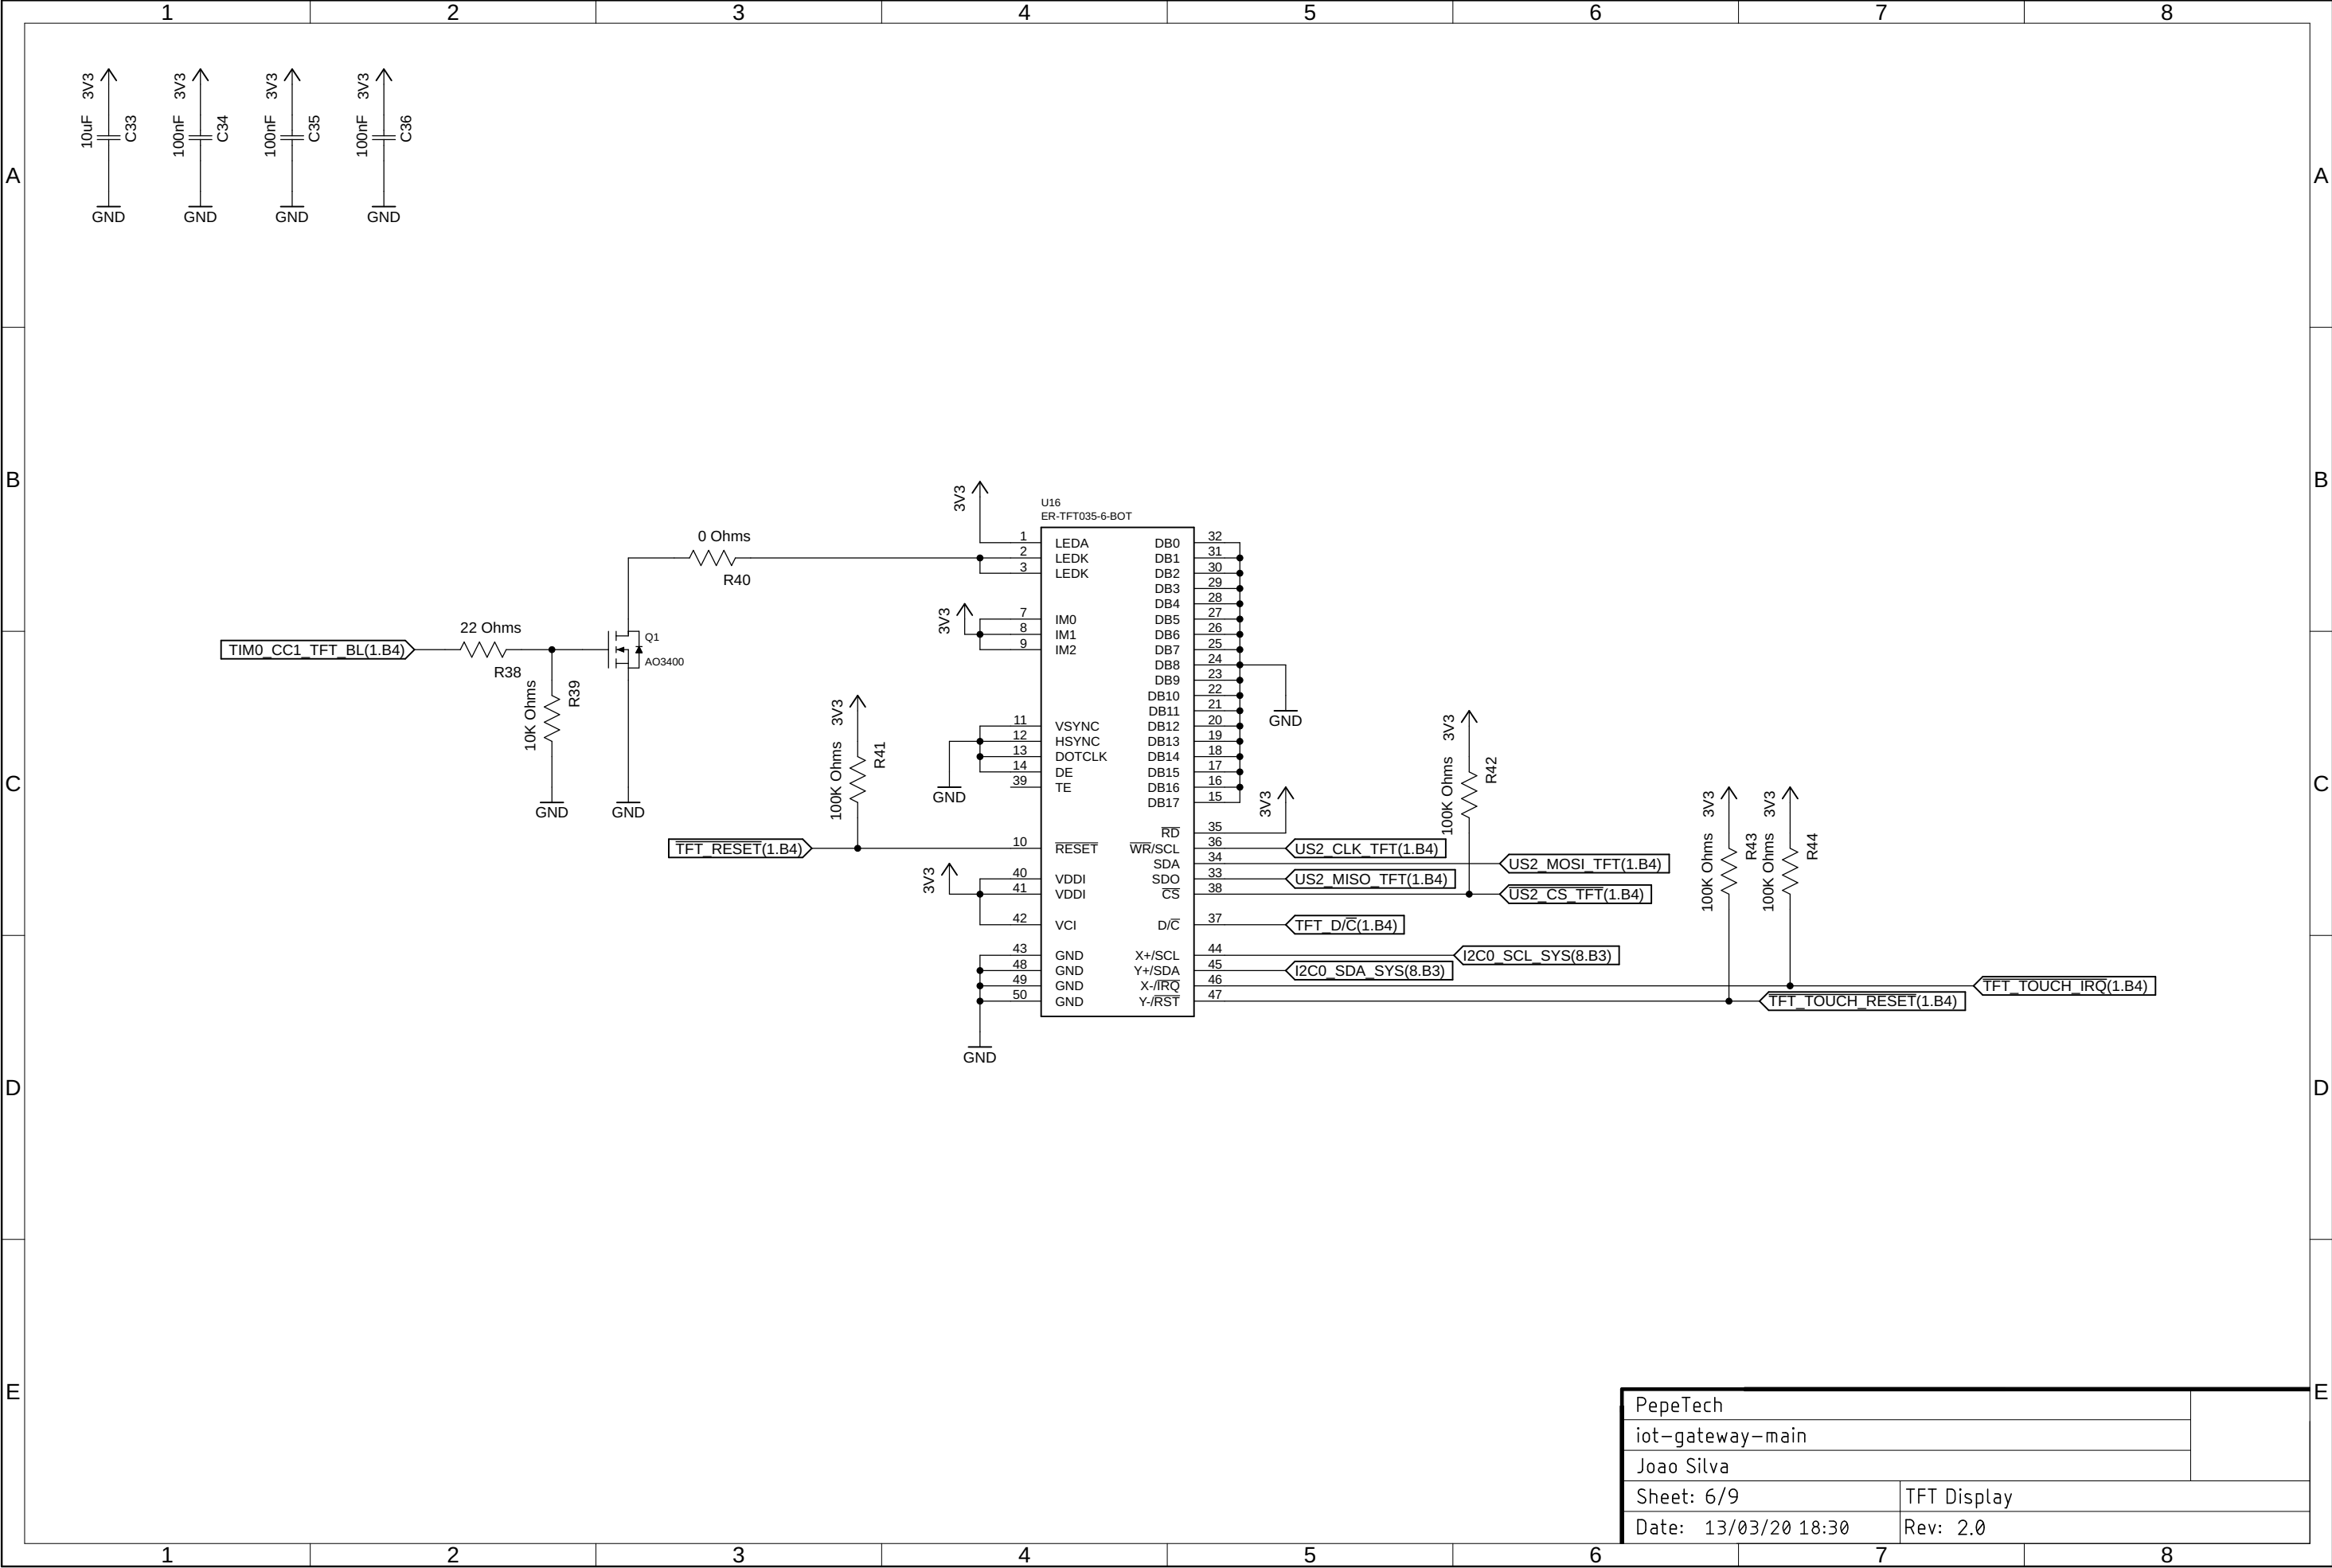 1 2 3 4 5 6 7 8
A A
B B
C C
D D
E E
3V3 3V3 3V3 3V3
10uF 100nF 100nF 100nF
C33 C34 C35 C36
GND GND GND GND
TIM0_CC1_TFT_BL(1.B4)
22 Ohms
R38
10K Ohms
R39
GND
Q1
AO3400
GND
0 Ohms
R40
3V3
3V3
3V3
100K Ohms
R41
TFT_RESET(1.B4)
GND
3V3
GND
U16
ER-TFT035-6-BOT
1 LEDA
2 LEDK
3 LEDK
7 IM0
8 IM1
9 IM2
11 VSYNC
12 HSYNC
13 DOTCLK
14 DE
39 TE
10 RESET
40 VDDI
41 VDDI
42 VCI
43 GND
48 GND
49 GND
50 GND
DB0 32
DB1 31
DB2 30
DB3 29
DB4 28
DB5 27
DB6 26
DB7 25
DB8 24
DB9 23
DB10 22
DB11 21
DB12 20
DB13 19
DB14 18
DB15 17
DB16 16
DB17 15
RD 35
WR/SCL 36
SDA 34
SDO 33
CS 38
D/C 37
X+/SCL 44
Y+/SDA 45
X-/IRQ 46
Y-/RST 47
GND
3V3
US2_CLK_TFT(1.B4)
US2_MOSI_TFT(1.B4)
US2_MISO_TFT(1.B4)
US2_CS_TFT(1.B4)
TFT_D/C(1.B4)
I2C0_SCL_SYS(8.B3)
I2C0_SDA_SYS(8.B3)
TFT_TOUCH_IRQ(1.B4)
TFT_TOUCH_RESET(1.B4)
3V3
100K Ohms
R42
3V3
100K Ohms
R43
3V3
100K Ohms
R44
PepeTech
iot-gateway-main
Joao Silva
Sheet: 6/9 TFT Display
Date: 13/03/20 18:30 Rev: 2.0
1 2 3 4 5 6 7 8